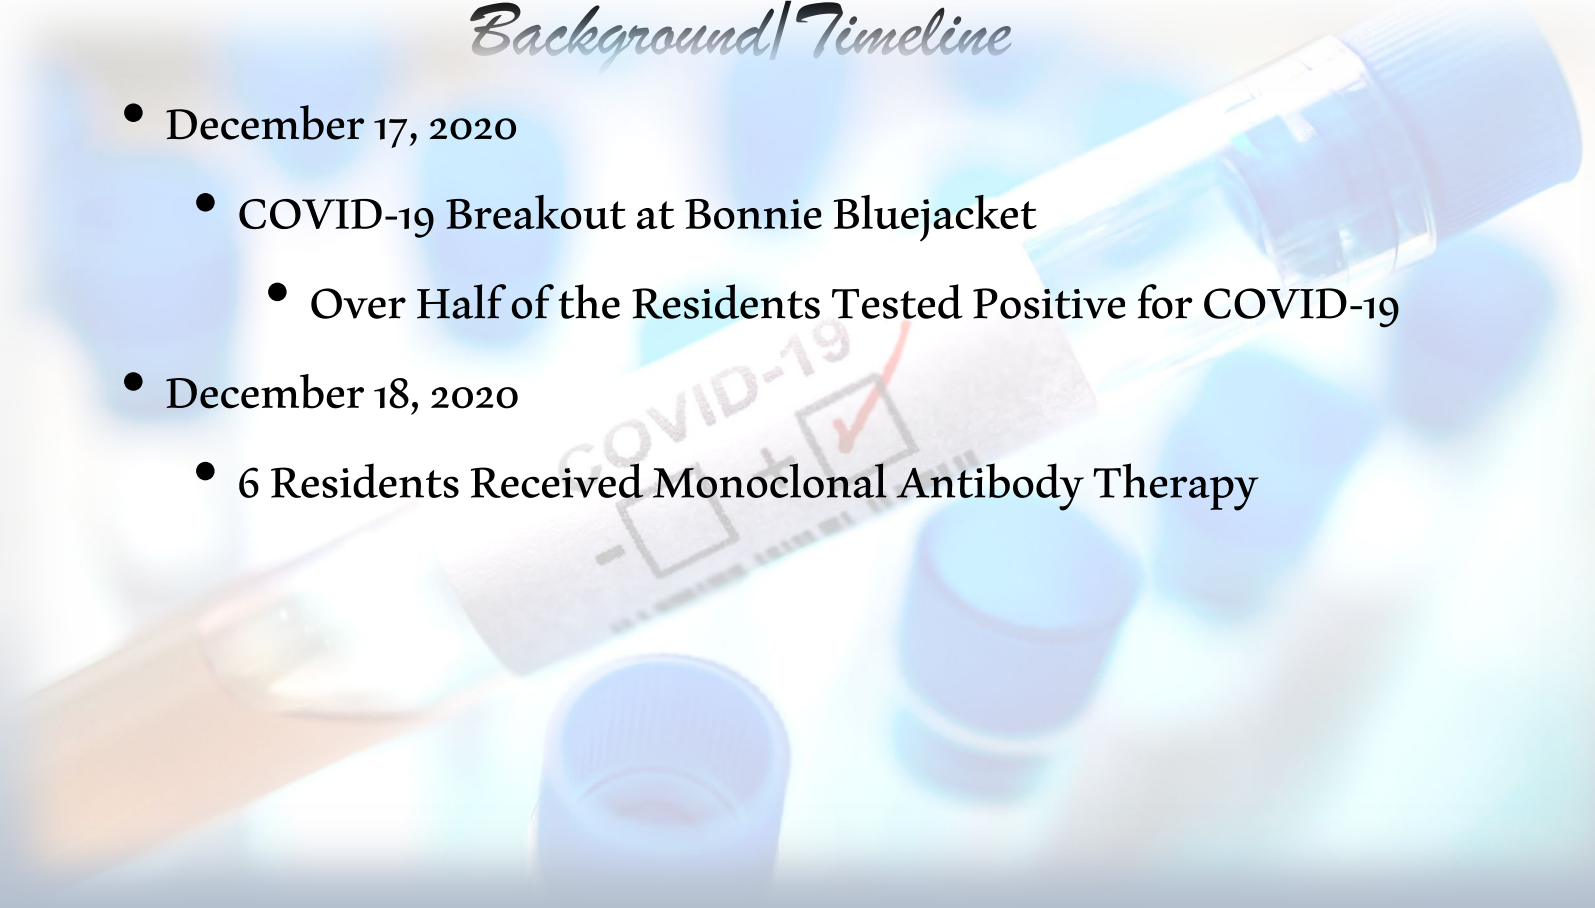 Background/Timeline
• December 17, 2020
• COVID-19 Breakout at Bonnie Bluejacket
• Over Half of the Residents Tested Positive for COVID-19
• December 18, 2020
• 6 Residents Received Monoclonal Antibody Therapy
COVID-19
- +